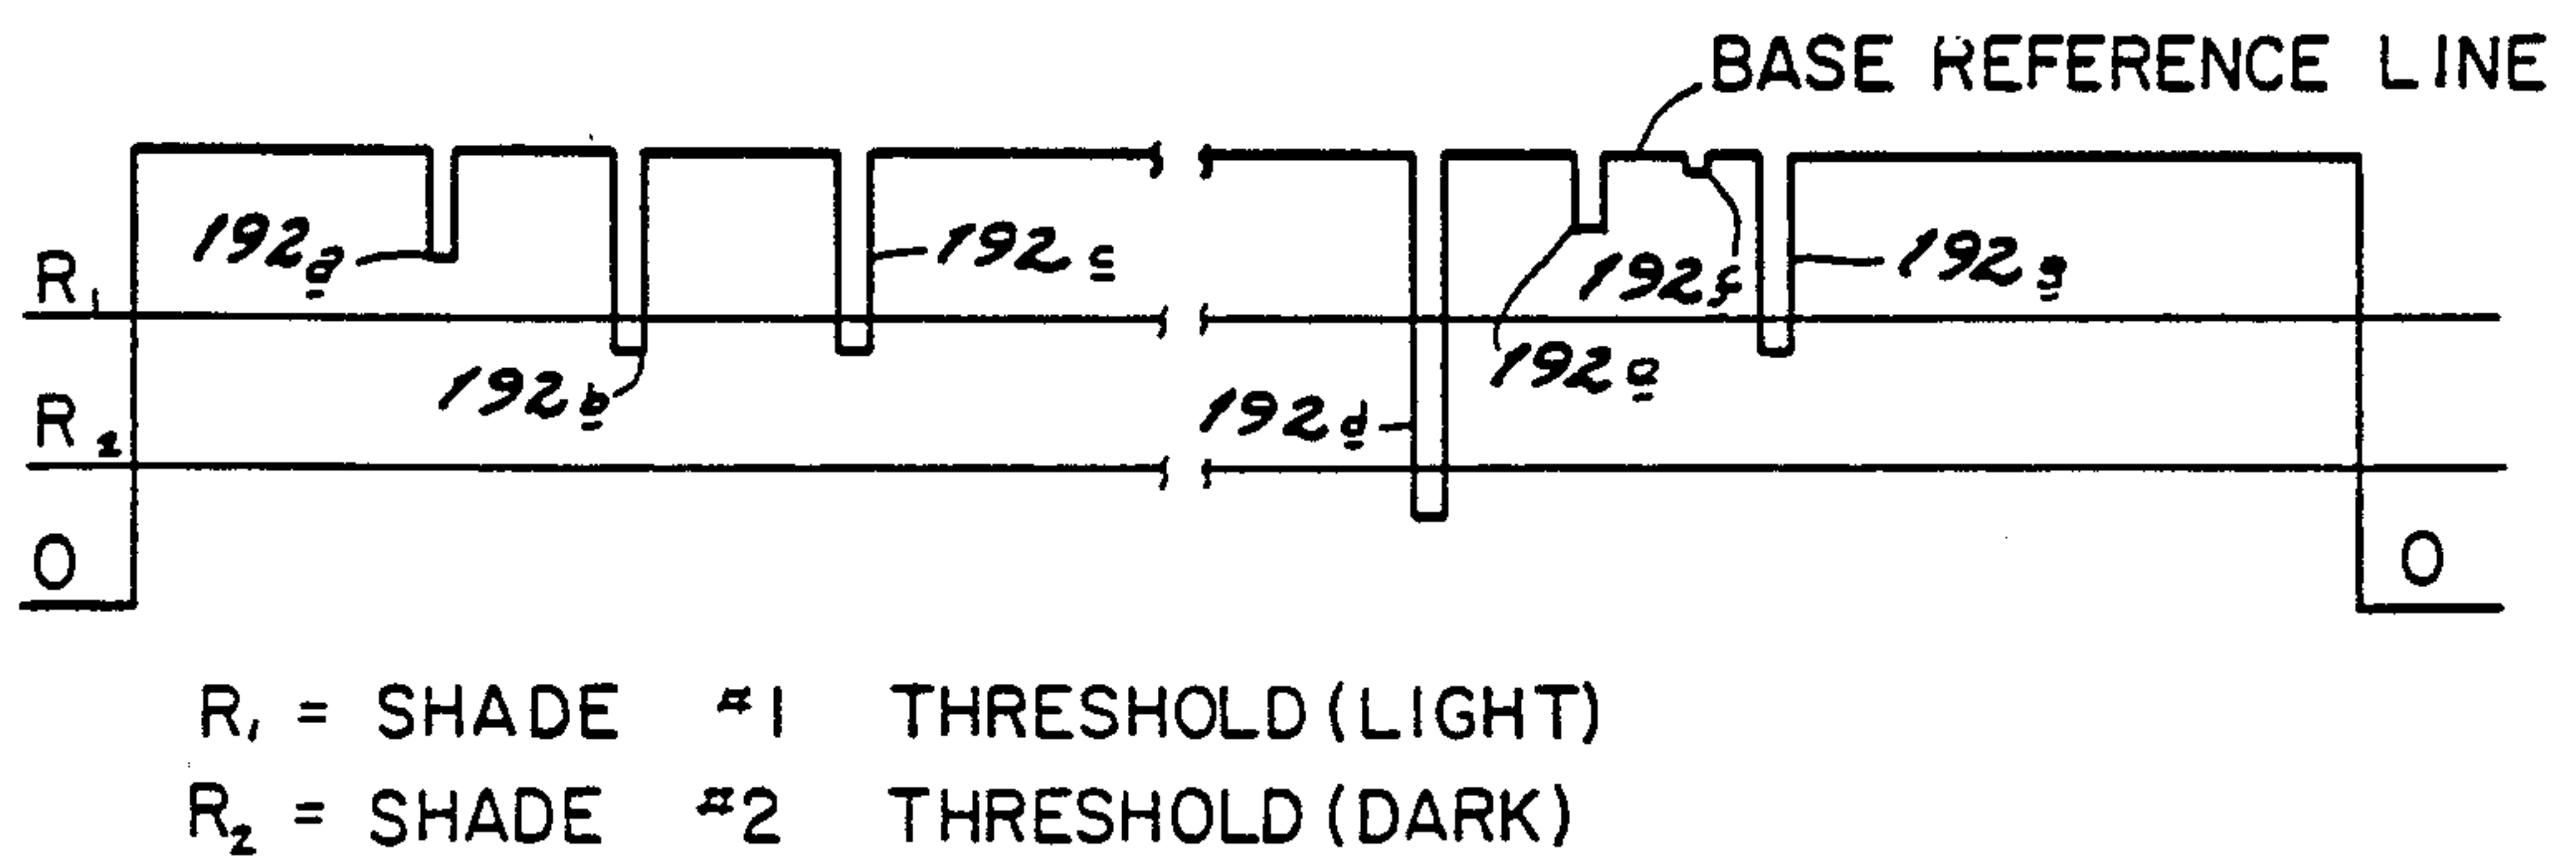 BASE REFERENCE LINE
192a
192c
192f
192g
R1
192b
192e
R2
192d
O
O
R1 = SHADE #1 THRESHOLD (LIGHT)
R2 = SHADE #2 THRESHOLD (DARK)